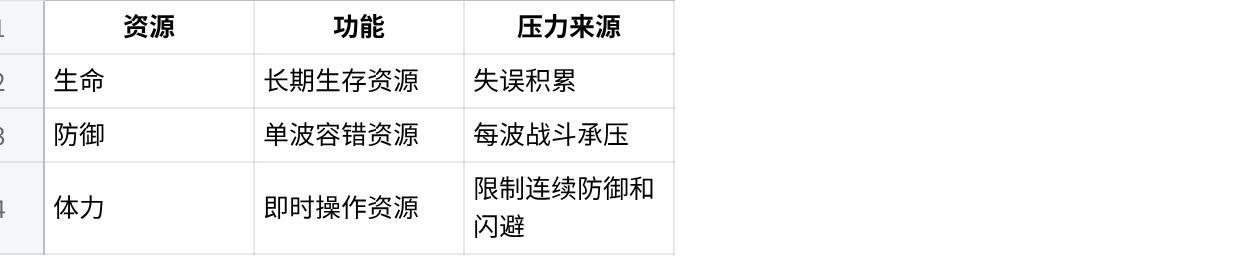 1 资源 功能 压力来源
2 生命 长期生存资源 失误积累
3 防御 单波容错资源 每波战斗承压
4 体力 即时操作资源 限制连续防御和
闪避